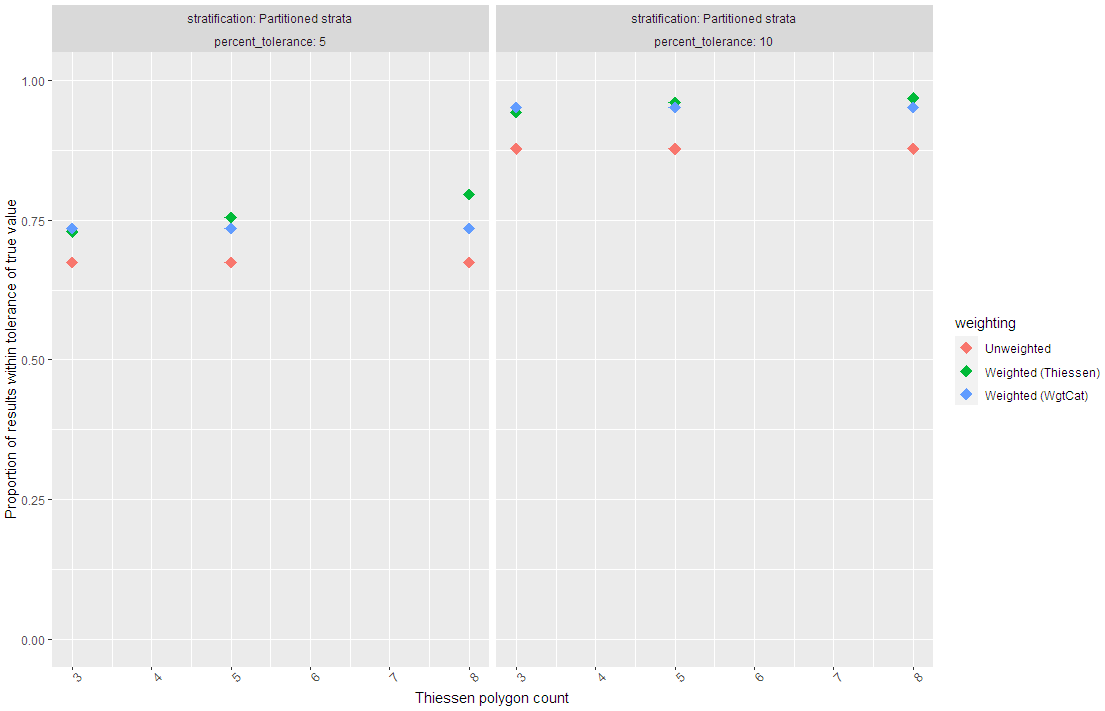 stratification: Partitioned strata
percent_tolerance: 5
stratification: Partitioned strata
percent_tolerance: 10
Proportion of results within tolerance of true value
1.00
0.75
0.50
0.25
0.00
3 4 5 6 7 8
3 4 5 6 7 8
Thiessen polygon count
weighting
Unweighted
Weighted (Thiessen)
Weighted (WgtCat)